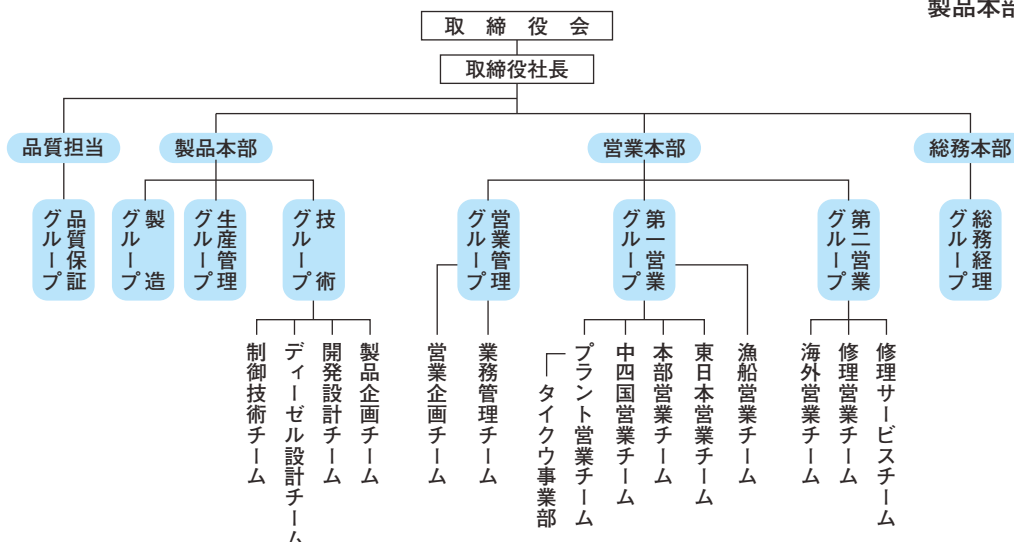 製品本部
取締役会
取締役社長
品質担当
製品本部
営業本部
総務本部
品質保証
グループ
製造
グループ
生産管理
グループ
技術
グループ
営業管理
グループ
第一営業
グループ
第二営業
グループ
総務経理
グループ
制御技術チーム
ディーゼル設計チーム
開発設計チーム
製品企画チーム
営業企画チーム
業務管理チーム
タイクウ事業部
プラント営業チーム
中四国営業チーム
本部営業チーム
東日本営業チーム
漁船営業チーム
海外営業チーム
修理営業チーム
修理サービスチーム